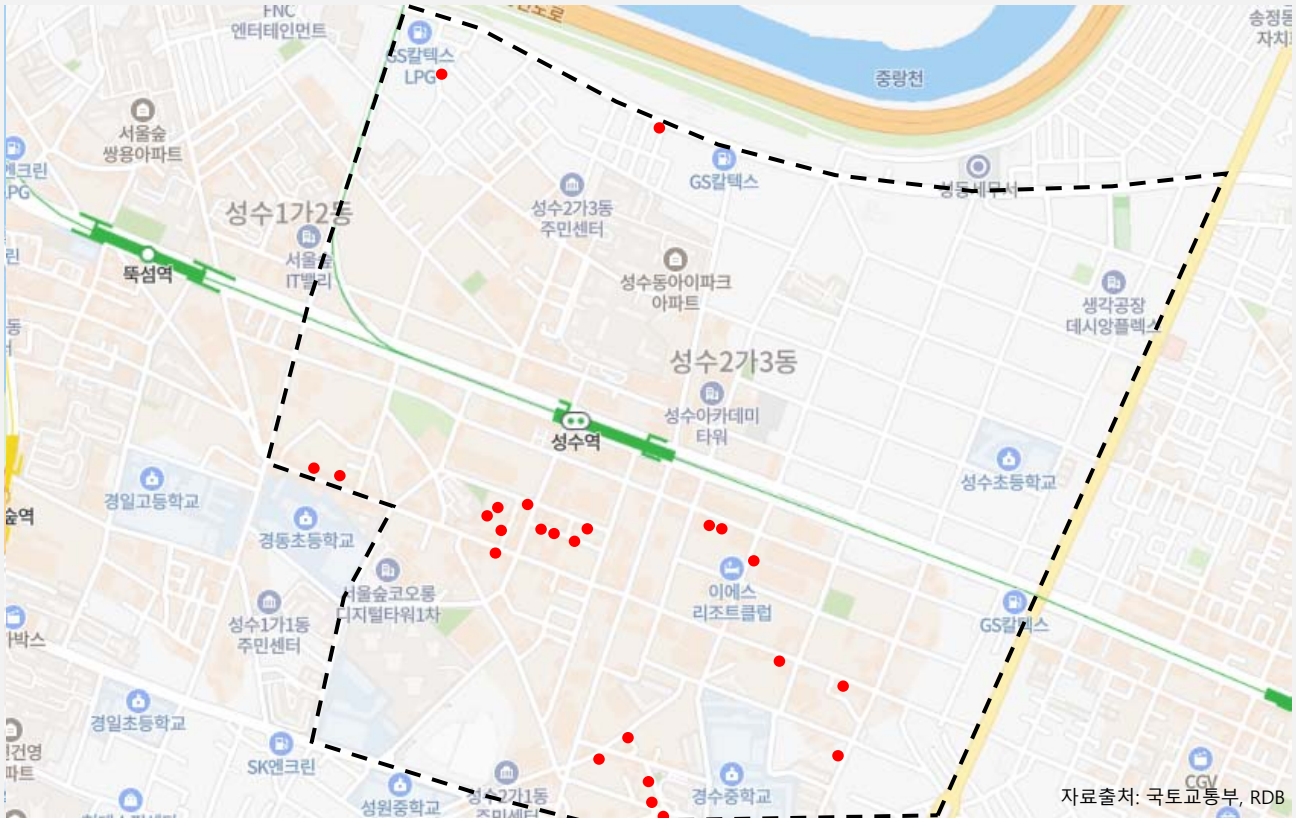 FNC
엔터테인먼트
GS칼텍스
LPG
송정동
자치
중랑천
서울숲
쌍용아파트
엔크린
LPG
GS칼텍스
성동세무서
성수2가3동
주민센터
성수1가2동
서울숲
IT밸리
뚝섬역
성수동아이파크
아파트
생각공장
데시앙플렉스
성수2가3동
성수아카데미
타워
성수역
성수초등학교
경일고등학교
숲역
경동초등학교
이에스
리조트클럽
서울숲코오롱
디지털타워1차
GS칼텍스
성수1가1동
주민센터
경일초등학교
SK엔크린
성원중학교
성수2가1동
주민센터
경수중학교
CGV
자료출처: 국토교통부, RDB